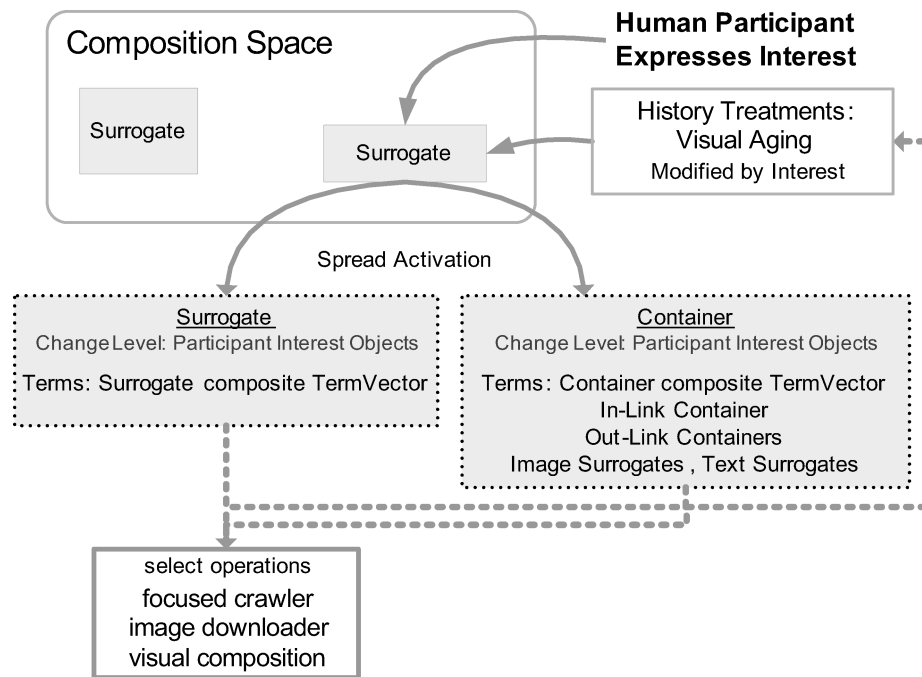 Composition Space
Human Participant
Expresses Interest
Surrogate
Surrogate
History Treatments:
Visual Aging
Modified by Interest
Spread Activation
Surrogate
Change Level: Participant Interest Objects
Terms: Surrogate composite TermVector
Container
Change Level: Participant Interest Objects
Terms: Container composite TermVector
In-Link Container
Out-Link Containers
Image Surrogates , Text Surrogates
select operations
focused crawler
image downloader
visual composition